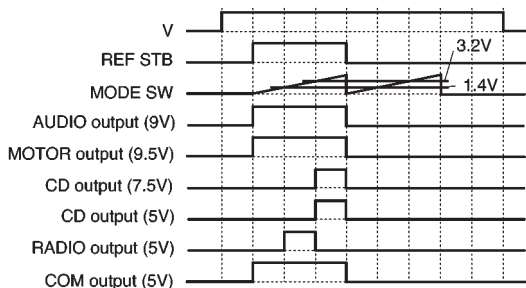 V
REF STB
3.2V
MODE SW
1.4V
AUDIO output (9V)
MOTOR output (9.5V)
CD output (7.5V)
CD output (5V)
RADIO output (5V)
COM output (5V)